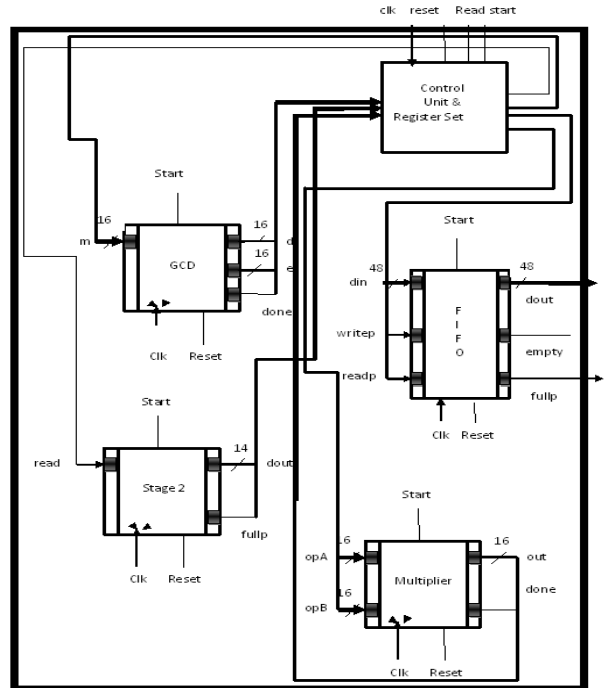 clk reset Read start
Control
Unit &
Register Set
Start
16
m
16
d
GCD
16
e
done
Clk
Reset
Start
48
48
din
dout
F
I
F
O
writep
empty
readp
fullp
Clk Reset
Start
14
read
dout
Stage 2
fullp
Clk
Reset
Start
16
16
opA
out
Multiplier
16
done
opB
Clk
Reset